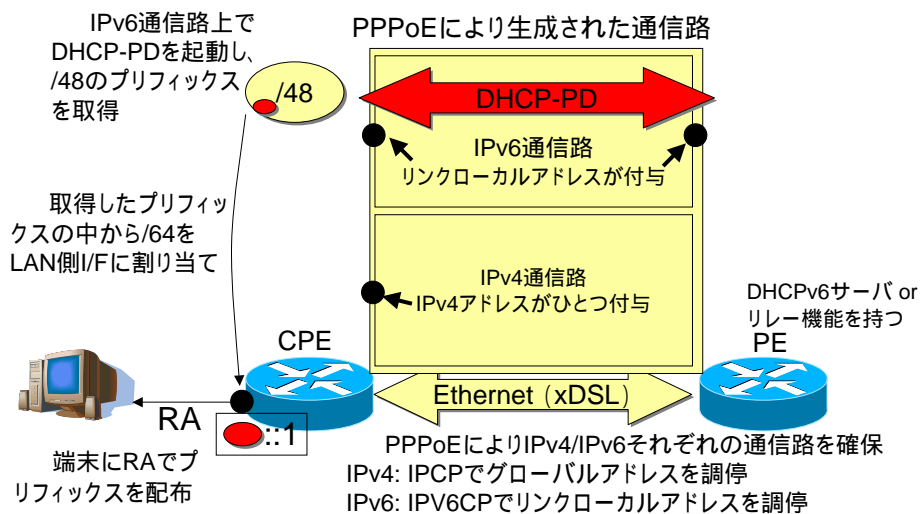 IPv6通信路上で
DHCP-PDを起動し、
/48のプリフィックス
を取得
PPPoEにより生成された通信路
/48
DHCP-PD
IPv6通信路
リンクローカルアドレスが付与
取得したプリフィッ
クスの中から/64を
LAN側I/Fに割り当て
IPv4通信路
IPv4アドレスがひとつ付与
DHCPv6サーバ or
リレー機能を持つ
CPE
PE
Ethernet（xDSL）
RA
::1
端末にRAでプ
リフィックスを配布
PPPoEによりIPv4/IPv6それぞれの通信路を確保
IPv4: IPCPでグローバルアドレスを調停
IPv6: IPV6CPでリンクローカルアドレスを調停